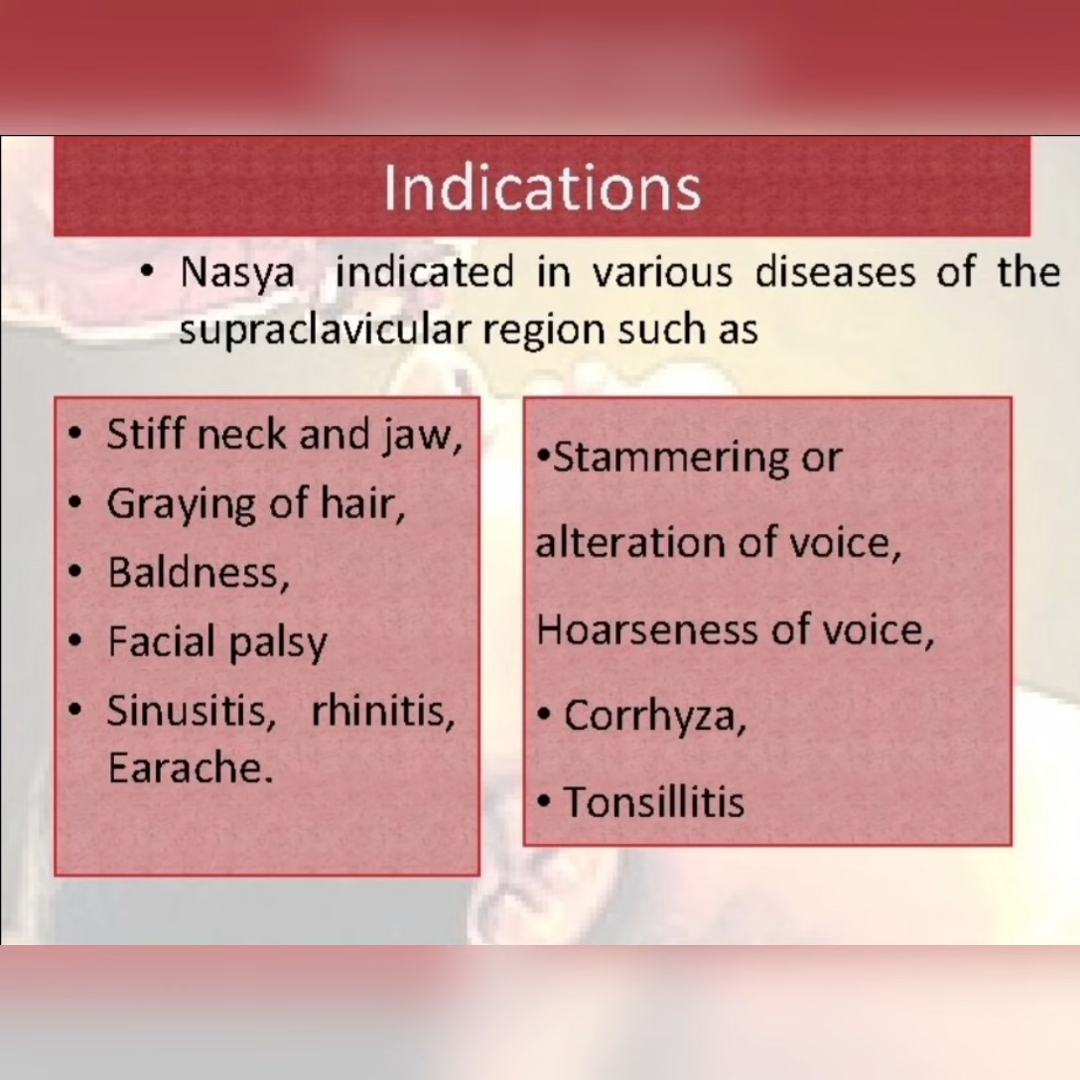 Indications
• Nasya indicated in various diseases of the
supraclavicular region such as
• Stiff neck and jaw,
• Graying of hair,
• Baldness,
• Facial palsy
• Sinusitis, rhinitis,
Earache.
•Stammering or
alteration of voice,
Hoarseness of voice,
• Corrhyza,
• Tonsillitis